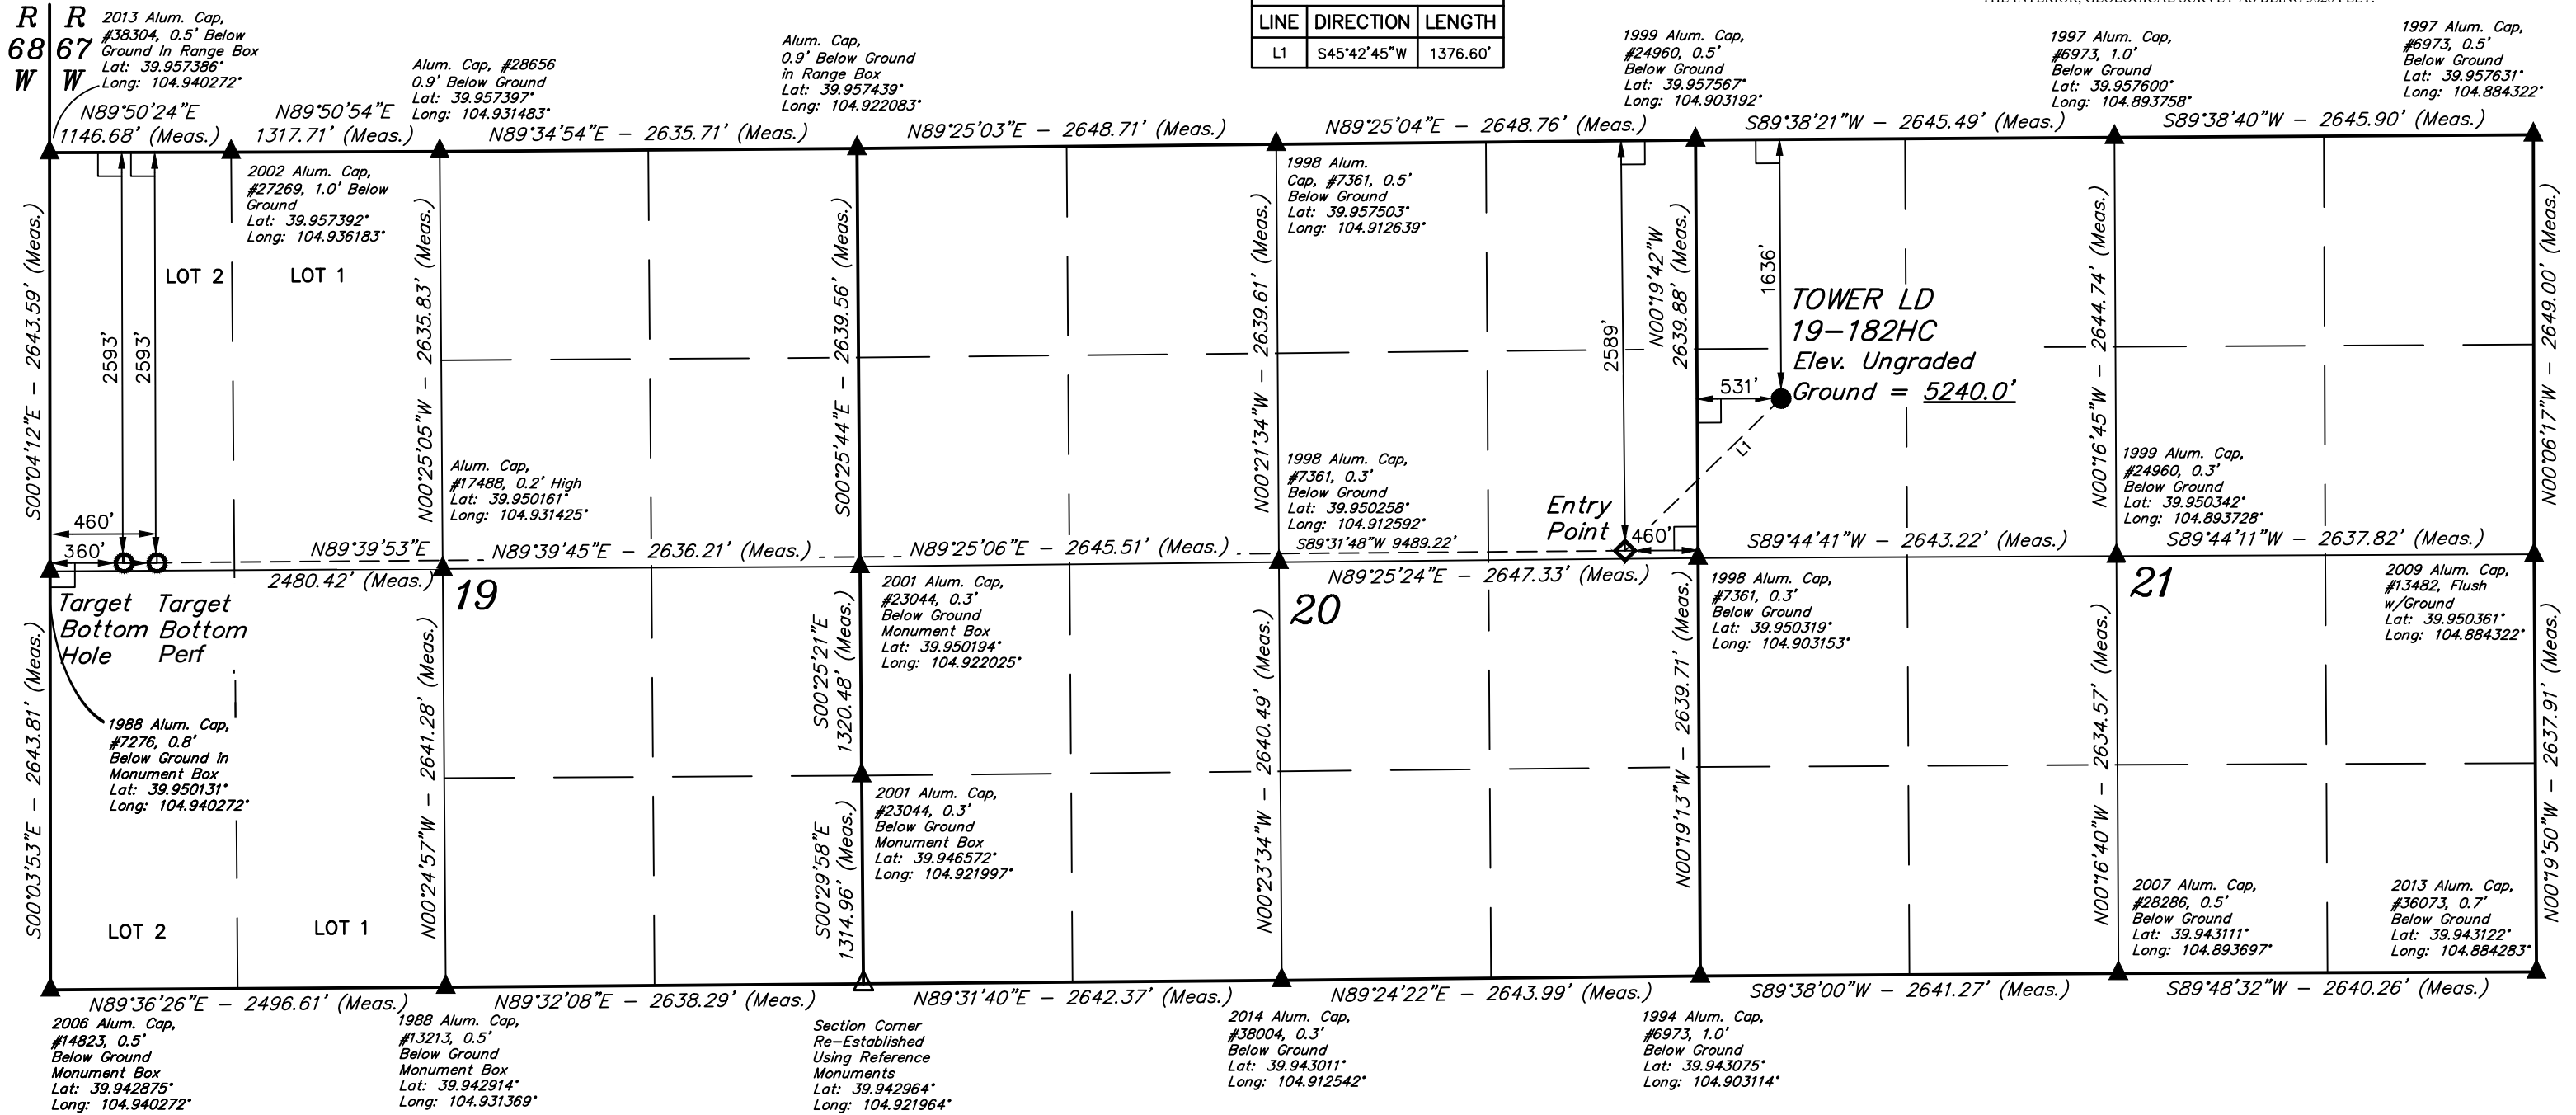 THE INTERIOR, GEOLOGICAL SURVEY AS BEING 5026 FEET.
LINE DIRECTION LENGTH
L1 S45°42'45"W 1376.60'
R R
68 67
W W
2013 Alum. Cap,
#38304, 0.5' Below
Ground In Range Box
Lat: 39.957386°
Long: 104.940272°
Alum. Cap, #28656
0.9' Below Ground
Lat: 39.957397°
Long: 104.931483°
Alum. Cap,
0.9' Below Ground
in Range Box
Lat: 39.957439°
Long: 104.922083°
1999 Alum. Cap,
#24960, 0.5'
Below Ground
Lat: 39.957567°
Long: 104.903192°
1997 Alum. Cap,
#6973, 1.0'
Below Ground
Lat: 39.957600°
Long: 104.893758°
1997 Alum. Cap,
#6973, 0.5'
Below Ground
Lat: 39.957631°
Long: 104.884322°
N89°50'24"E
1146.68' (Meas.)
N89°50'54"E
1317.71' (Meas.)
N89°34'54"E – 2635.71' (Meas.)
N89°25'03"E – 2648.71' (Meas.)
N89°25'04"E – 2648.76' (Meas.)
S89°38'21"W – 2645.49' (Meas.)
S89°38'40"W – 2645.90' (Meas.)
2002 Alum. Cap,
#27269, 1.0' Below
Ground
Lat: 39.957392°
Long: 104.936183°
1998 Alum.
Cap, #7361, 0.5'
Below Ground
Lat: 39.957503°
Long: 104.912639°
S00°04'12"E – 2643.59' (Meas.)
2593'
2593'
LOT 2
LOT 1
N00°25'05"W – 2635.83' (Meas.)
S00°25'44"E – 2639.56' (Meas.)
N00°21'34"W – 2639.61' (Meas.)
2589'
N00°19'42"W
2639.88' (Meas.)
1636'
TOWER LD
19–182HC
Elev. Ungraded
Ground = 5240.0'
531'
L1
N00°16'45"W – 2644.74' (Meas.)
N00°06'17"W – 2649.00' (Meas.)
Alum. Cap,
#17488, 0.2' High
Lat: 39.950161°
Long: 104.931425°
1998 Alum. Cap,
#7361, 0.3'
Below Ground
Lat: 39.950258°
Long: 104.912592°
S89°31'48"W 9489.22'
Entry
Point
460'
1999 Alum. Cap,
#24960, 0.3'
Below Ground
Lat: 39.950342°
Long: 104.893728°
460'
360'
N89°39'53"E
2480.42' (Meas.)
N89°39'45"E – 2636.21' (Meas.)
N89°25'06"E – 2645.51' (Meas.)
N89°25'24"E – 2647.33' (Meas.)
S89°44'41"W – 2643.22' (Meas.)
S89°44'11"W – 2637.82' (Meas.)
Target
Bottom
Hole
Target
Bottom
Perf
19
20
21
2001 Alum. Cap,
#23044, 0.3'
Below Ground
Monument Box
Lat: 39.950194°
Long: 104.922025°
1998 Alum. Cap,
#7361, 0.3'
Below Ground
Lat: 39.950319°
Long: 104.903153°
2009 Alum. Cap,
#13482, Flush
w/Ground
Lat: 39.950361°
Long: 104.884322°
1988 Alum. Cap,
#7276, 0.8'
Below Ground in
Monument Box
Lat: 39.950131°
Long: 104.940272°
S00°03'53"E – 2643.81' (Meas.)
N00°24'57"W – 2641.28' (Meas.)
S00°25'21"E
1320.48' (Meas.)
S00°29'58"E
1314.96' (Meas.)
N00°23'34"W – 2640.49' (Meas.)
N00°19'13"W – 2639.71' (Meas.)
N00°16'40"W – 2634.57' (Meas.)
N00°19'50"W – 2637.91' (Meas.)
2001 Alum. Cap,
#23044, 0.3'
Below Ground
Monument Box
Lat: 39.946572°
Long: 104.921997°
LOT 2
LOT 1
2007 Alum. Cap,
#28286, 0.5'
Below Ground
Lat: 39.943111°
Long: 104.893697°
2013 Alum. Cap,
#36073, 0.7'
Below Ground
Lat: 39.943122°
Long: 104.884283°
N89°36'26"E – 2496.61' (Meas.)
N89°32'08"E – 2638.29' (Meas.)
N89°31'40"E – 2642.37' (Meas.)
N89°24'22"E – 2643.99' (Meas.)
S89°38'00"W – 2641.27' (Meas.)
S89°48'32"W – 2640.26' (Meas.)
2006 Alum. Cap,
#14823, 0.5'
Below Ground
Monument Box
Lat: 39.942875°
Long: 104.940272°
1988 Alum. Cap,
#13213, 0.5'
Below Ground
Monument Box
Lat: 39.942914°
Long: 104.931369°
Section Corner
Re-Established
Using Reference
Monuments
Lat: 39.942964°
Long: 104.921964°
2014 Alum. Cap,
#38004, 0.3'
Below Ground
Lat: 39.943011°
Long: 104.912542°
1994 Alum. Cap,
#6973, 1.0'
Below Ground
Lat: 39.943075°
Long: 104.903114°